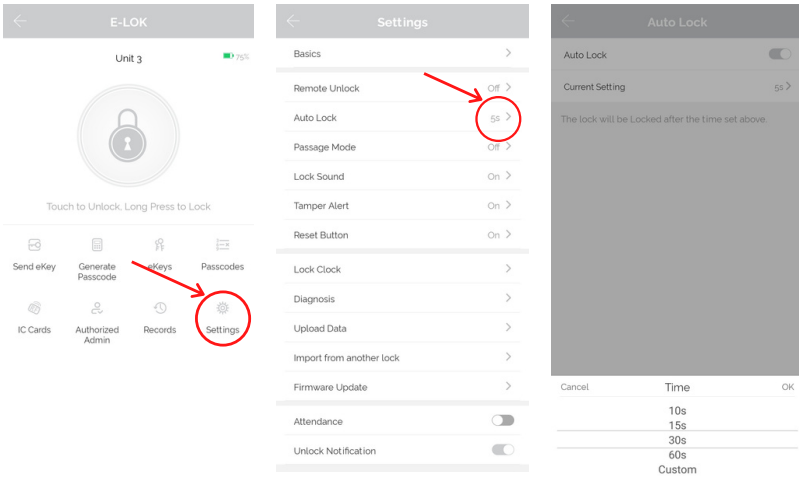 E-LOK
Unit 3
75%
Touch to Unlock, Long Press to Lock
Send eKey
Generate Passcode
eKeys
Passcodes
IC Cards
Authorized Admin
Records
Settings
Settings
Basics
Remote Unlock Off
Auto Lock 5s
Passage Mode Off
Lock Sound On
Tamper Alert On
Reset Button On
Lock Clock
Diagnosis
Upload Data
Import from another lock
Firmware Update
Attendance
Unlock Notification
Auto Lock
Auto Lock
Current Setting 5s
The lock will be Locked after the time set above.
Cancel Time OK
10s
15s
30s
60s
Custom